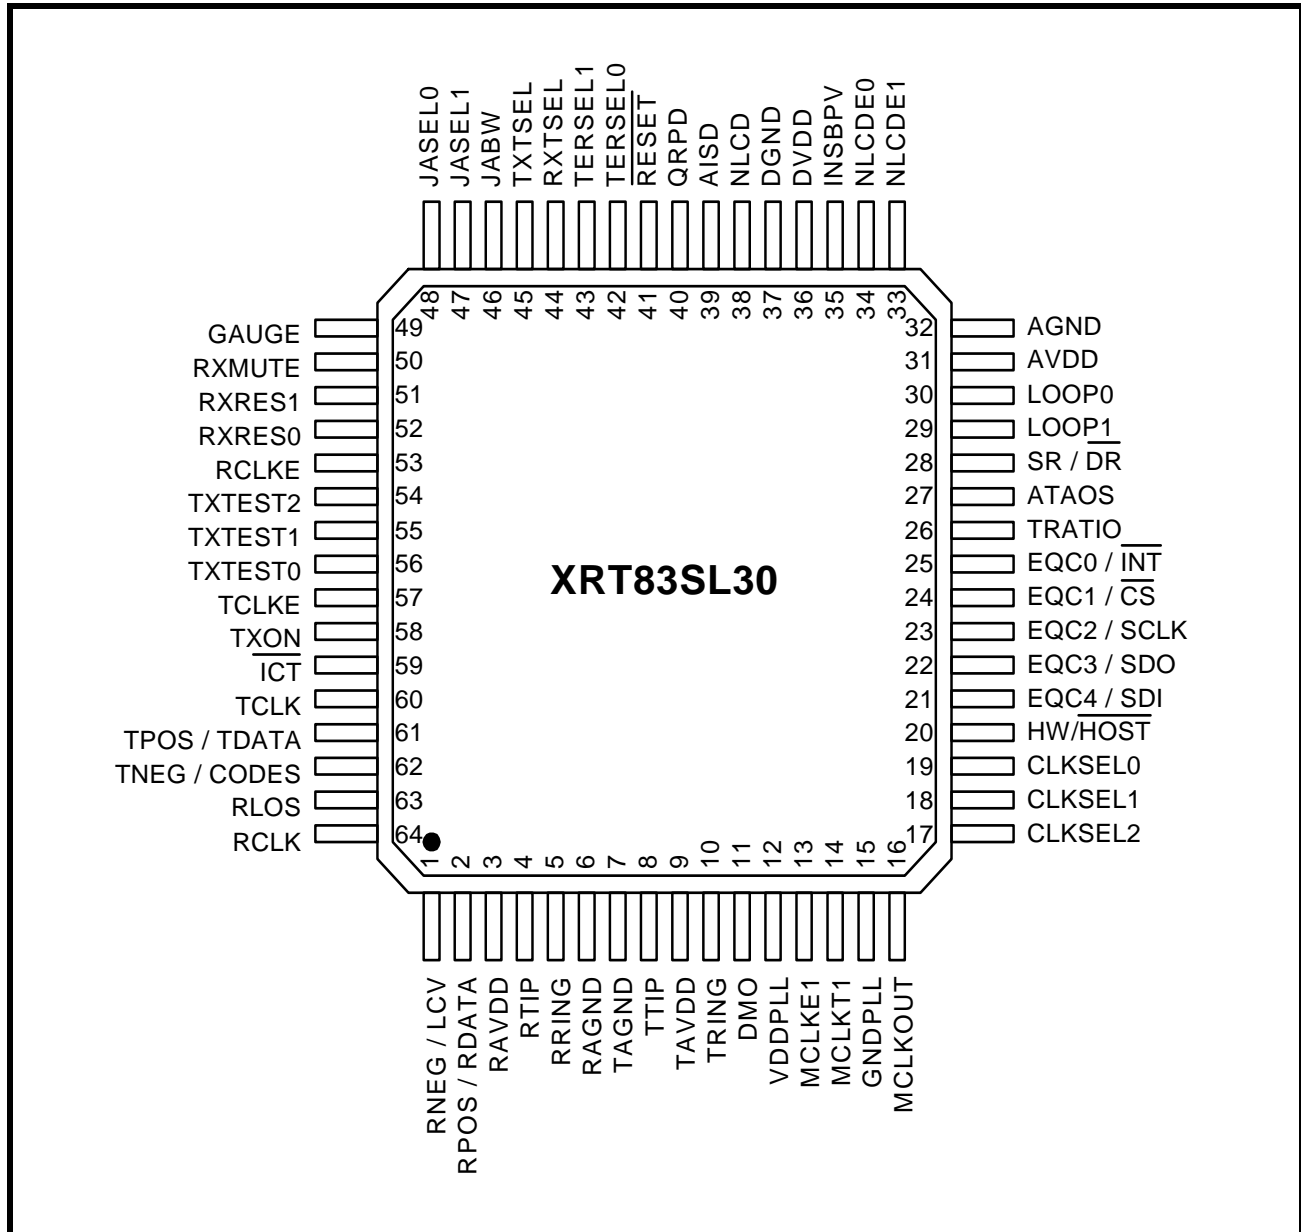 JASEL0
JASEL1
JABW
TXTSEL
RXTSEL
TERSEL1
TERSEL0
RESET
QRPD
AISD
NLCD
DGND
DVDD
INSBPV
NLCDE0
NLCDE1
48
47
46
45
44
43
42
41
40
39
38
37
36
35
34
33
GAUGE 49
RXMUTE 50
RXRES1 51
RXRES0 52
RCLKE 53
TXTEST2 54
TXTEST1 55
TXTEST0 56
TCLKE 57
TXON 58
ICT 59
TCLK 60
TPOS / TDATA 61
TNEG / CODES 62
RLOS 63
RCLK 64
XRT83SL30
32 AGND
31 AVDD
30 LOOP0
29 LOOP1
28 SR / DR
27 ATAOS
26 TRATIO
25 EQC0 / INT
24 EQC1 / CS
23 EQC2 / SCLK
22 EQC3 / SDO
21 EQC4 / SDI
20 HW/HOST
19 CLKSEL0
18 CLKSEL1
17 CLKSEL2
1
2
3
4
5
6
7
8
9
10
11
12
13
14
15
16
RNEG / LCV
RPOS / RDATA
RAVDD
RTIP
RRING
RAGND
TAGND
TTIP
TAVDD
TRING
DMO
VDDPLL
MCLKE1
MCLKT1
GNDPLL
MCLKOUT